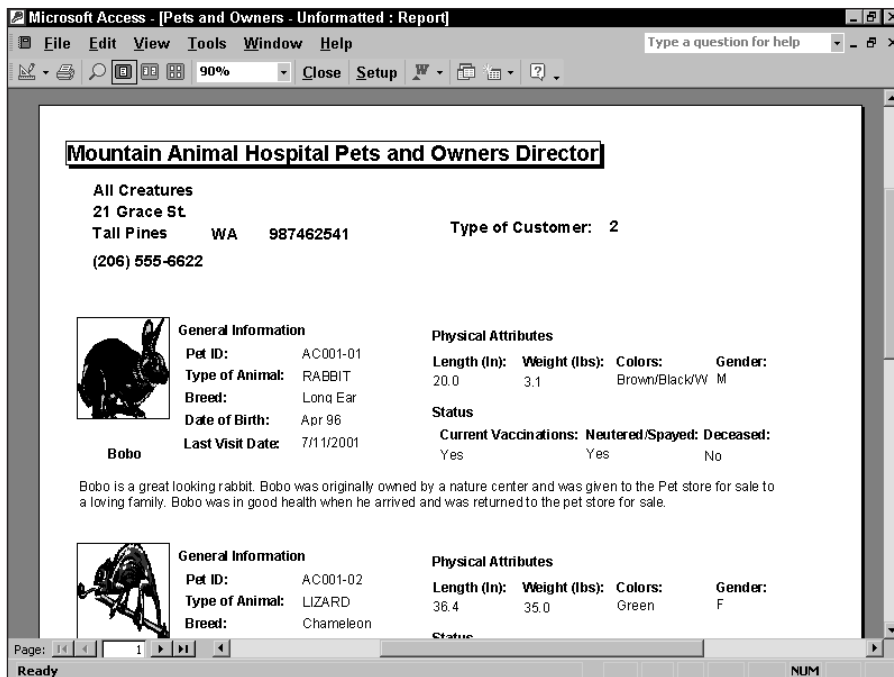 Microsoft Access - [Pets and Owners - Unformatted : Report]
File Edit View Tools Window Help Type a question for help
90% Close Setup
Mountain Animal Hospital Pets and Owners Director
All Creatures
21 Grace St.
Tall Pines WA 987462541
Type of Customer: 2
(206) 555-6622
General Information
Pet ID: AC001-01
Type of Animal: RABBIT
Breed: Long Ear
Date of Birth: Apr 96
Last Visit Date: 7/11/2001
Bobo
Physical Attributes
Length (In): Weight (lbs): Colors: Gender:
20.0 3.1 Brown/Black/W M
Status
Current Vaccinations: Neutered/Spayed: Deceased:
Yes Yes No
Bobo is a great looking rabbit. Bobo was originally owned by a nature center and was given to the Pet store for sale to
a loving family. Bobo was in good health when he arrived and was returned to the pet store for sale.
General Information
Pet ID: AC001-02
Type of Animal: LIZARD
Breed: Chameleon
Physical Attributes
Length (In): Weight (lbs): Colors: Gender:
36.4 35.0 Green F
Status
Page: 1
Ready NUM